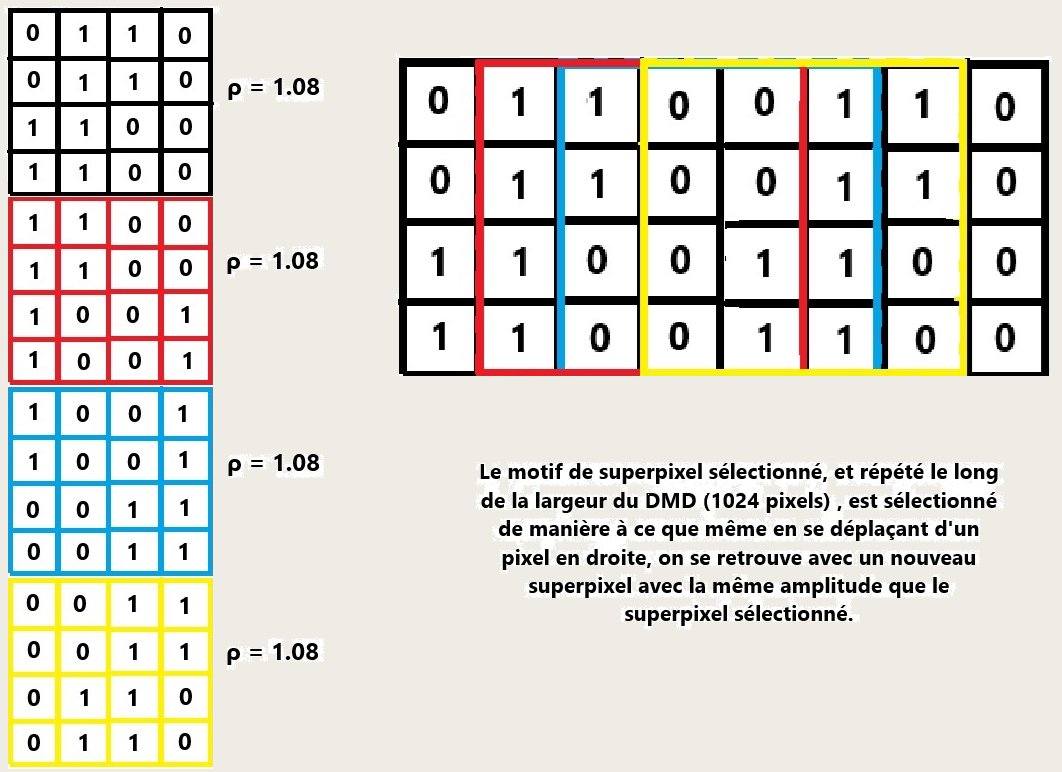 0 1 1 0
0 1 1 0
1 1 0 0
1 1 0 0
ρ = 1.08
1 1 0 0
1 1 0 0
1 0 0 1
1 0 0 1
ρ = 1.08
1 0 0 1
1 0 0 1
0 0 1 1
0 0 1 1
ρ = 1.08
0 0 1 1
0 0 1 1
0 1 1 0
0 1 1 0
ρ = 1.08
0 1 1 0 0 1 1 0
0 1 1 0 0 1 1 0
1 1 0 0 1 1 0 0
1 1 0 0 1 1 0 0
Le motif de superpixel sélectionné, et répété le long
de la largeur du DMD (1024 pixels) , est sélectionné
de manière à ce que même en se déplaçant d'un
pixel en droite, on se retrouve avec un nouveau
superpixel avec la même amplitude que le
superpixel sélectionné.